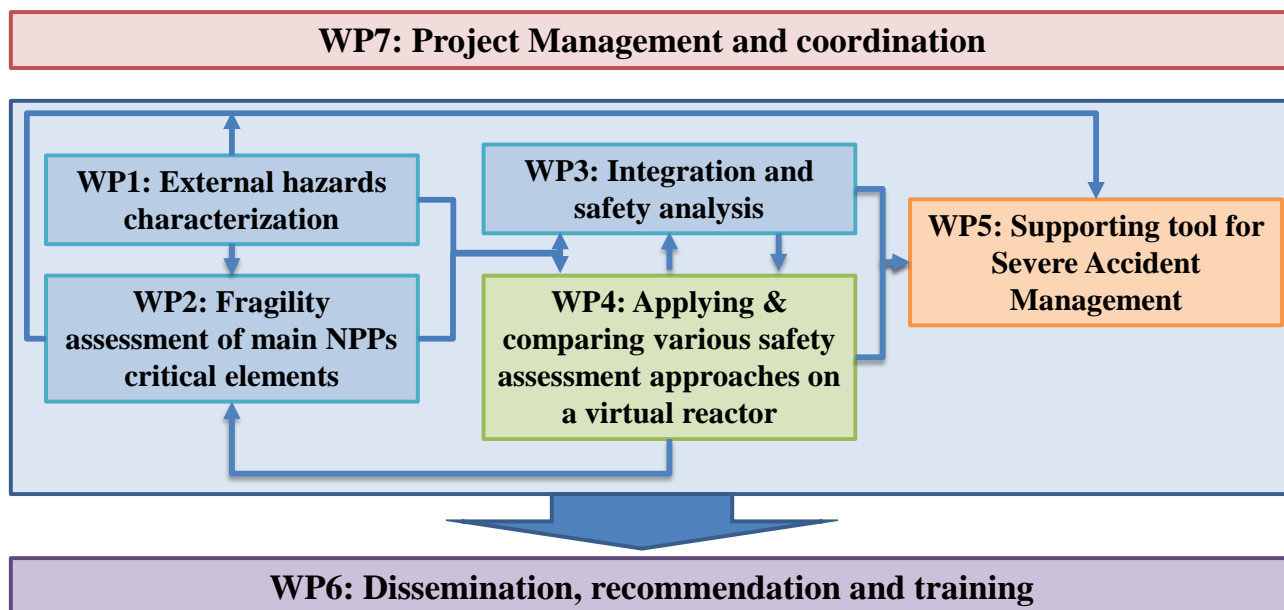 WP7: Project Management and coordination
WP1: External hazards
characterization
WP2: Fragility
assessment of main NPPs
critical elements
WP3: Integration and
safety analysis
WP4: Applying &
comparing various safety
assessment approaches on
a virtual reactor
WP5: Supporting tool for
Severe Accident
Management
WP6: Dissemination, recommendation and training